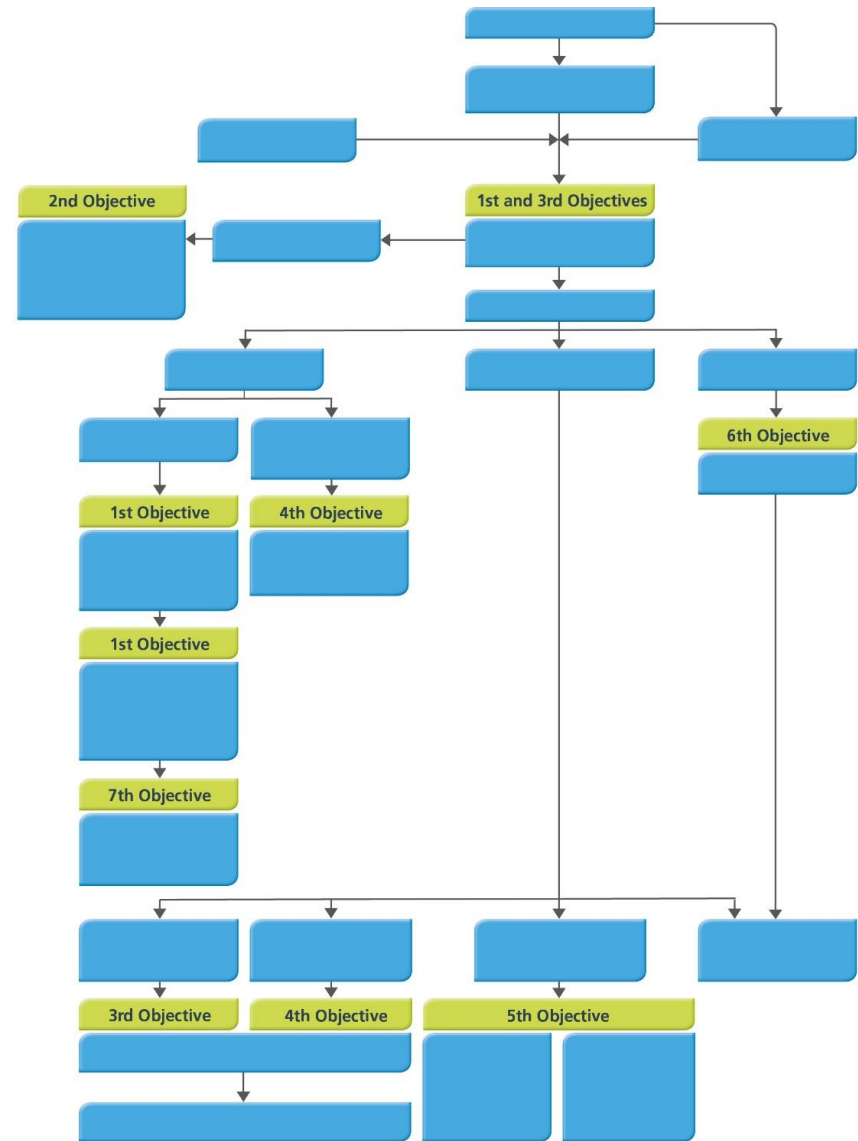 2nd Objective
1st and 3rd Objectives
6th Objective
1st Objective
4th Objective
1st Objective
7th Objective
3rd Objective
4th Objective
5th Objective